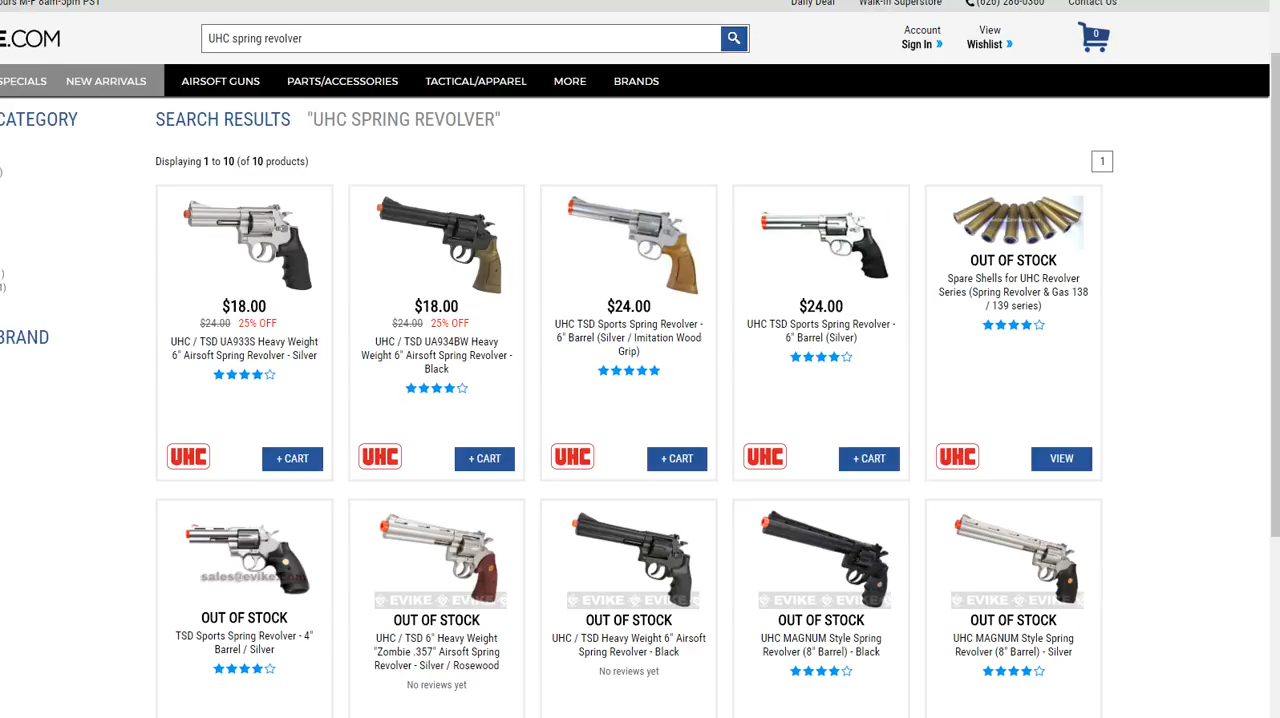 ours M-F 8am-5pm PST
Daily Deal
Walk-in Superstore
(626) 286-0360
Contact Us
E.COM
UHC spring revolver
Account
Sign In »
View
Wishlist »
0
SPECIALS
NEW ARRIVALS
AIRSOFT GUNS
PARTS/ACCESSORIES
TACTICAL/APPAREL
MORE
BRANDS
CATEGORY
SEARCH RESULTS "UHC SPRING REVOLVER"
Displaying 1 to 10 (of 10 products)
1
)
)
1)
BRAND
$18.00
$24.00 25% OFF
UHC / TSD UA933S Heavy Weight
6" Airsoft Spring Revolver - Silver
UHC
+ CART
$18.00
$24.00 25% OFF
UHC / TSD UA934BW Heavy
Weight 6" Airsoft Spring Revolver -
Black
UHC
+ CART
$24.00
UHC TSD Sports Spring Revolver -
6" Barrel (Silver / Imitation Wood
Grip)
UHC
+ CART
$24.00
UHC TSD Sports Spring Revolver -
6" Barrel (Silver)
UHC
+ CART
OUT OF STOCK
Spare Shells for UHC Revolver
Series (Spring Revolver & Gas 138
/ 139 series)
UHC
VIEW
sales@evike.com
OUT OF STOCK
TSD Sports Spring Revolver - 4"
Barrel / Silver
EVIKE EVIKE
OUT OF STOCK
UHC / TSD 6" Heavy Weight
"Zombie .357" Airsoft Spring
Revolver - Silver / Rosewood
No reviews yet
EVIKE EVIKE
OUT OF STOCK
UHC / TSD Heavy Weight 6" Airsoft
Spring Revolver - Black
No reviews yet
EVIKE EVIKE
OUT OF STOCK
UHC MAGNUM Style Spring
Revolver (8" Barrel) - Black
EVIKE EVIKE
OUT OF STOCK
UHC MAGNUM Style Spring
Revolver (8" Barrel) - Silver